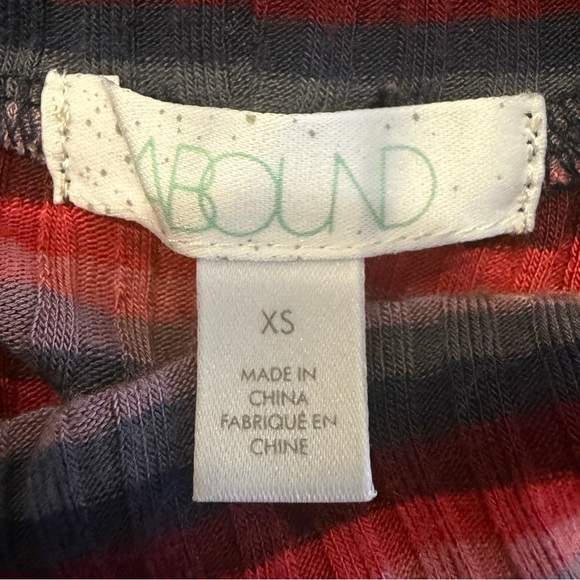 ABOUND
XS
MADE IN
CHINA
FABRIQUÉ EN
CHINE